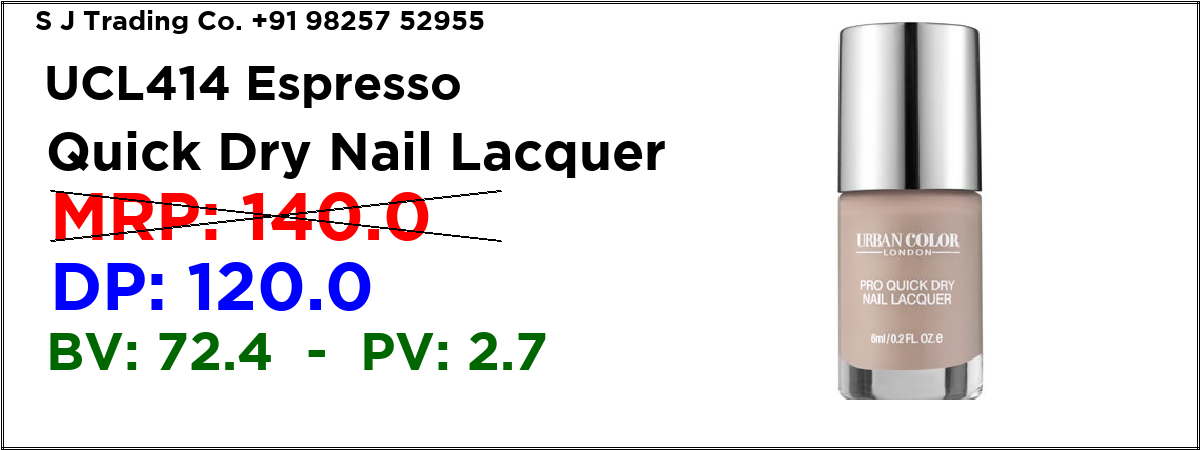 S J Trading Co. +91 98257 52955
UCL414 Espresso
Quick Dry Nail Lacquer
MRP: 140.0
DP: 120.0
BV: 72.4 - PV: 2.7
URBAN COLOR
LONDON
PRO QUICK DRY
NAIL LACQUER
6ml/0.2 FL. OZ. e